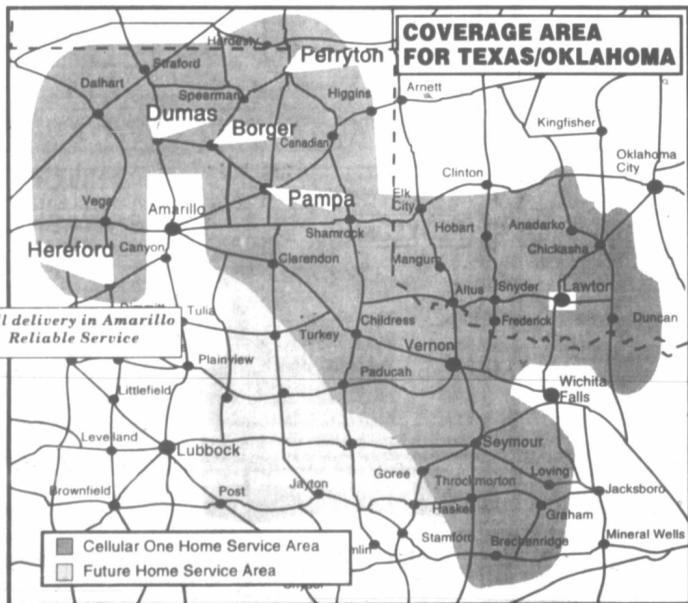 COVERAGE AREA
FOR TEXAS/OKLAHOMA
Hardesty
Perryton
Straford
Dalhart
Spearman
Higgins
Arnett
Dumas
Borger
Canadian
Kingfisher
Oklahoma
City
Clinton
Elk
City
Pampa
Vega
Amarillo
Shamrock
Hobart
Anadarko
Chickasha
Hereford
Canyon
Clarendon
Mangum
Altus
Snyder
Lawton
Tulia
Childress
Frederick
Duncan
ll delivery in Amarillo
Reliable Service
Turkey
Vernon
Plainview
Paducah
Wichita
Falls
Littlefield
Levelland
Lubbock
Seymour
Goree
Throckmorton
Loving
Jacksboro
Brownfield
Post
Jayton
Haskell
Graham
Stamford
Breckenridge
Mineral Wells
mlin
Cellular One Home Service Area
Future Home Service Area